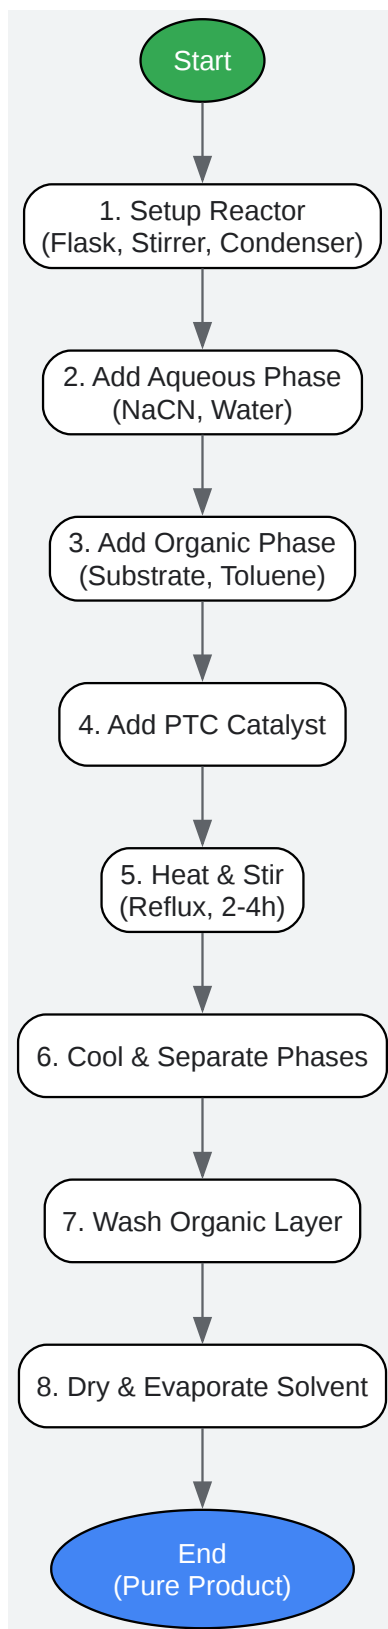 Start
1. Setup Reactor
(Flask, Stirrer, Condenser)
2. Add Aqueous Phase
(NaCN, Water)
3. Add Organic Phase
(Substrate, Toluene)
4. Add PTC Catalyst
5. Heat & Stir
(Reflux, 2-4h)
6. Cool & Separate Phases
7. Wash Organic Layer
8. Dry & Evaporate Solvent
End
(Pure Product)